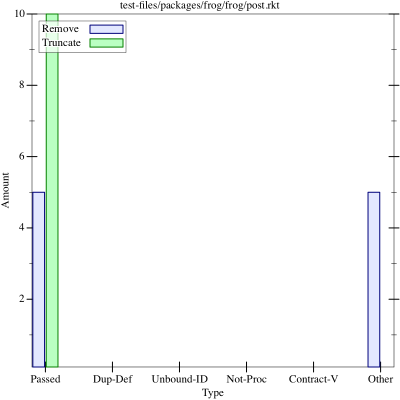 test-files/packages/frog/frog/post.rkt
10
Remove
Truncate
8
6
Amount
4
2
Passed Dup-Def Unbound-ID Not-Proc Contract-V Other
Type